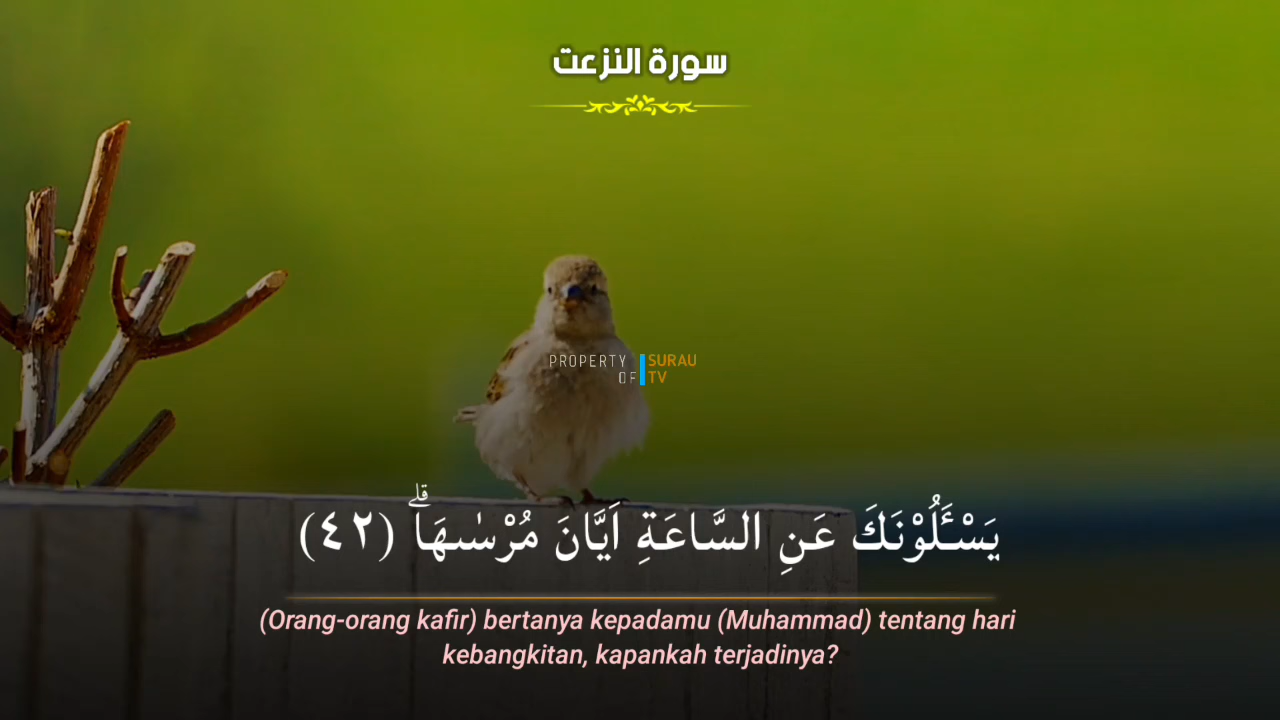 سورة النزعت
PROPERTY OF SURAU TV
يَسْـَٔلُوْنَكَ عَنِ السَّاعَةِ اَيَّانَ مُرْسٰىهَاۗ (٤٢)
(Orang-orang kafir) bertanya kepadamu (Muhammad) tentang hari
kebangkitan, kapankah terjadinya?